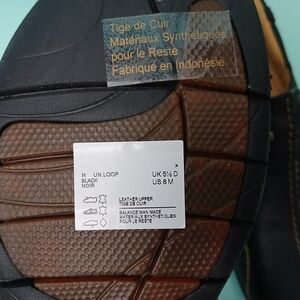 Tige de Cuir
Matériaux Synthétiques
pour le Reste
Fabriqué en Indonésie
H UN.LOOP
BLACK
NOIR
>
UK 5½ D
US 8 M
LEATHER UPPER
TIGE DE CUIR
BALANCE MAN MADE
MATERIAUX SYNTHETIQUES
POUR LE RESTE